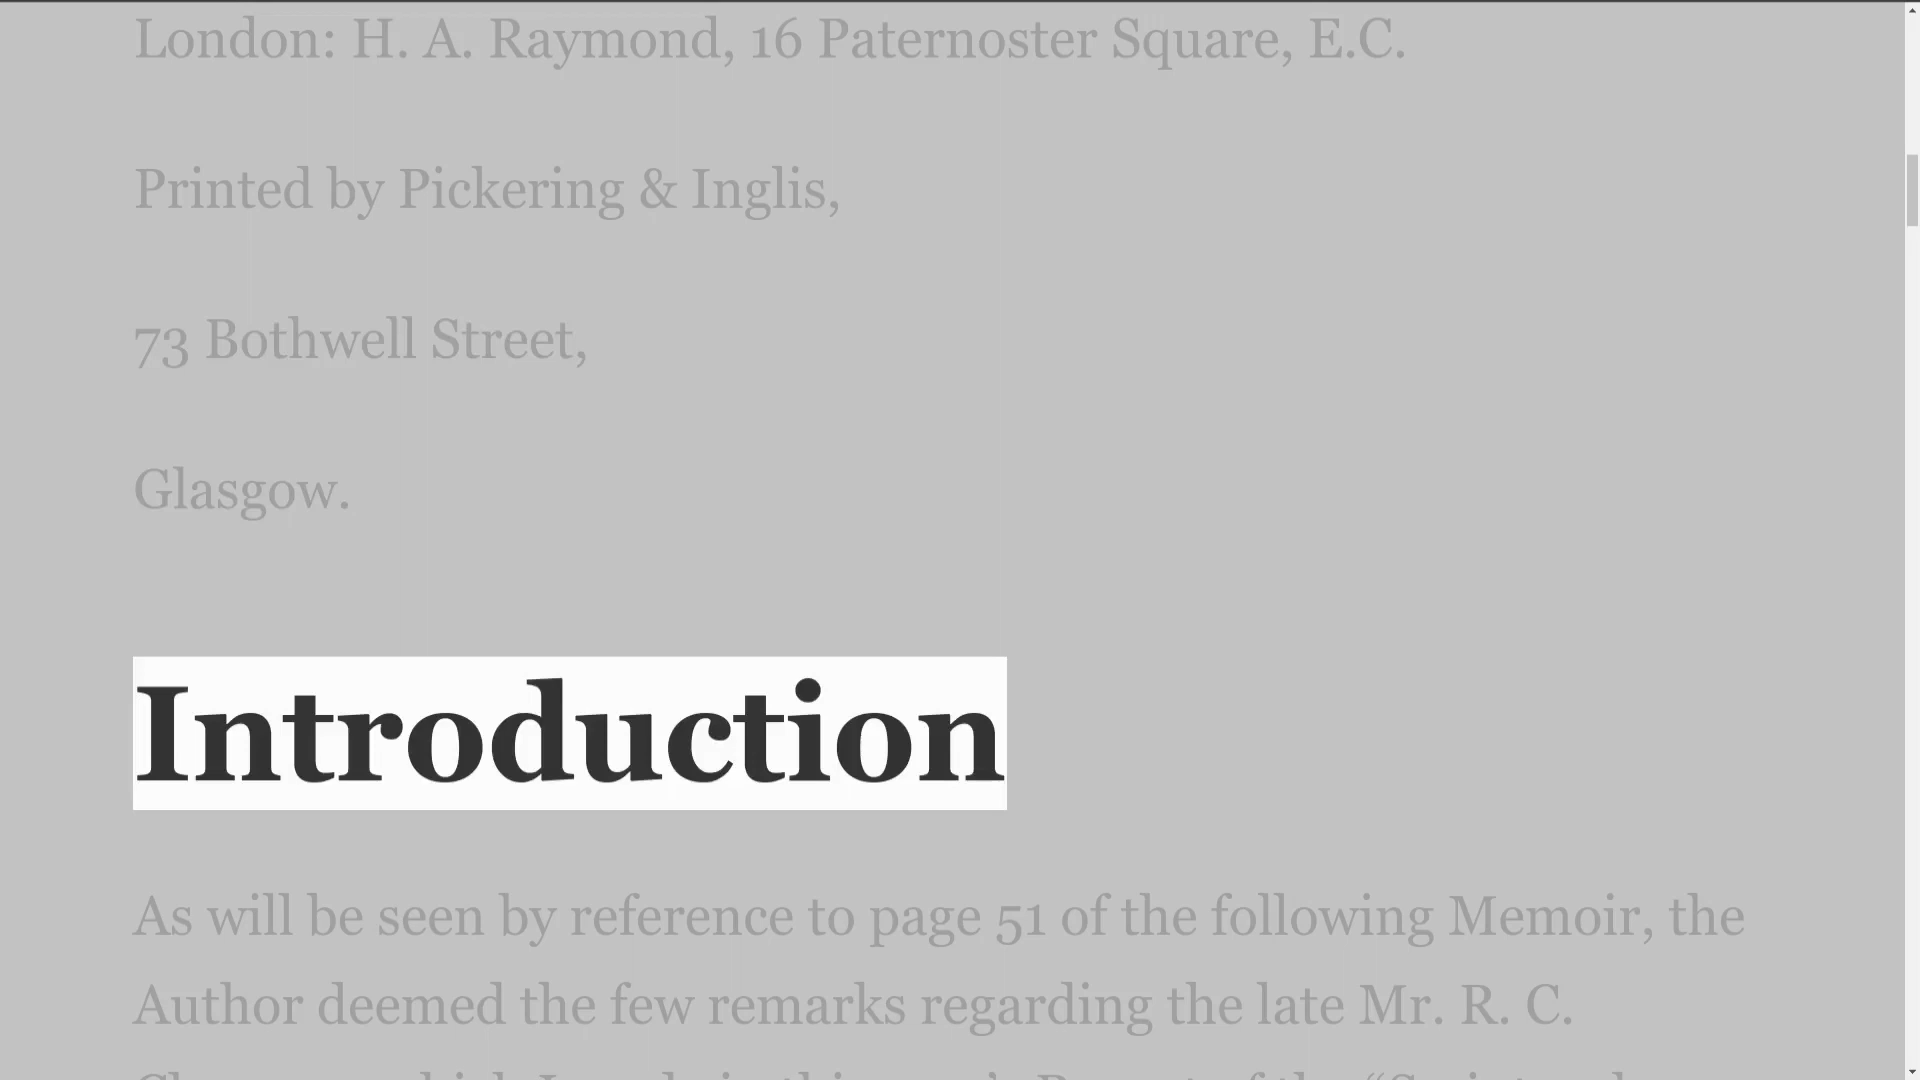 London: H. A. Raymond, 16 Paternoster Square, E.C.
Printed by Pickering & Inglis,
73 Bothwell Street,
Glasgow.
Introduction
As will be seen by reference to page 51 of the following Memoir, the
Author deemed the few remarks regarding the late Mr. R. C.